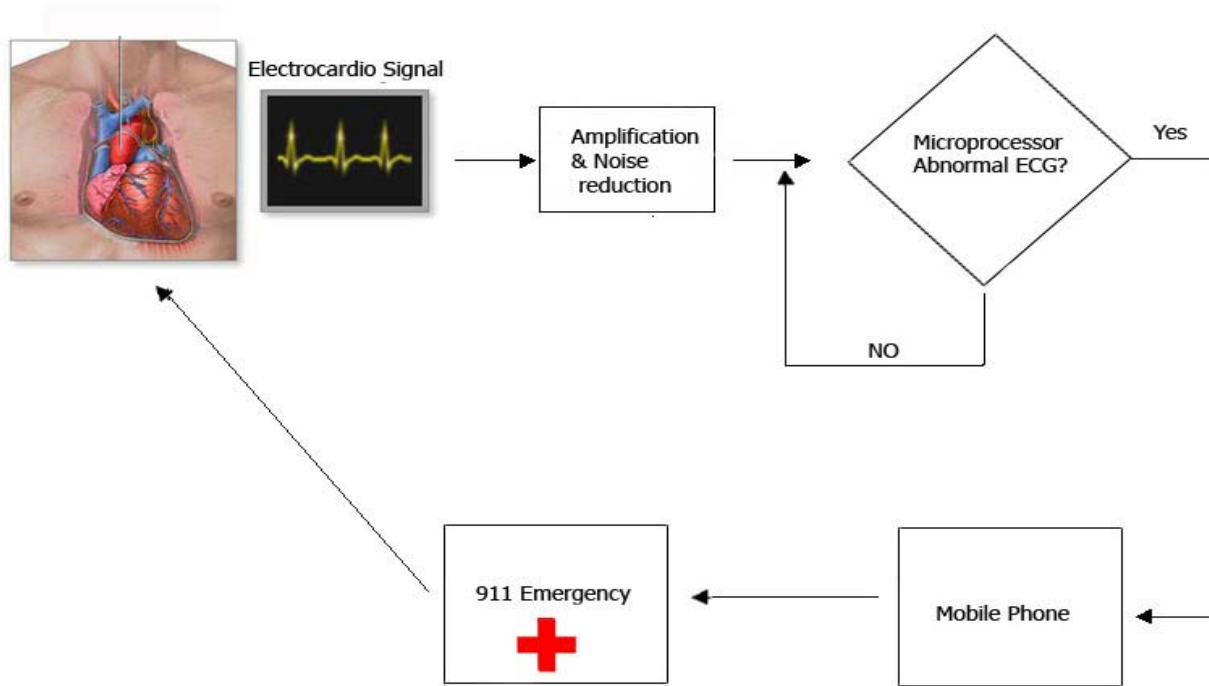 Electrocardio Signal
Amplification
& Noise
reduction
Microprocessor
Abnormal ECG?
Yes
NO
911 Emergency
Mobile Phone